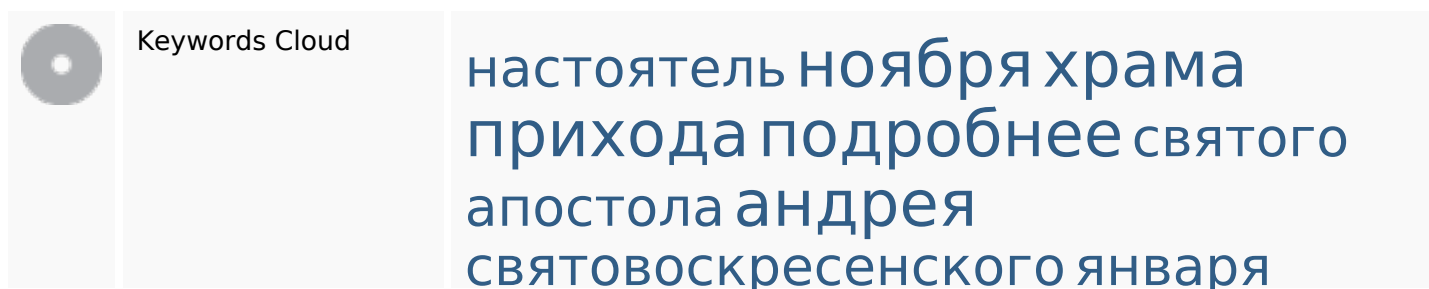 Keywords Cloud
настоятель ноября храма
прихода подробнее святого
апостола андрея
святовоскресенского января